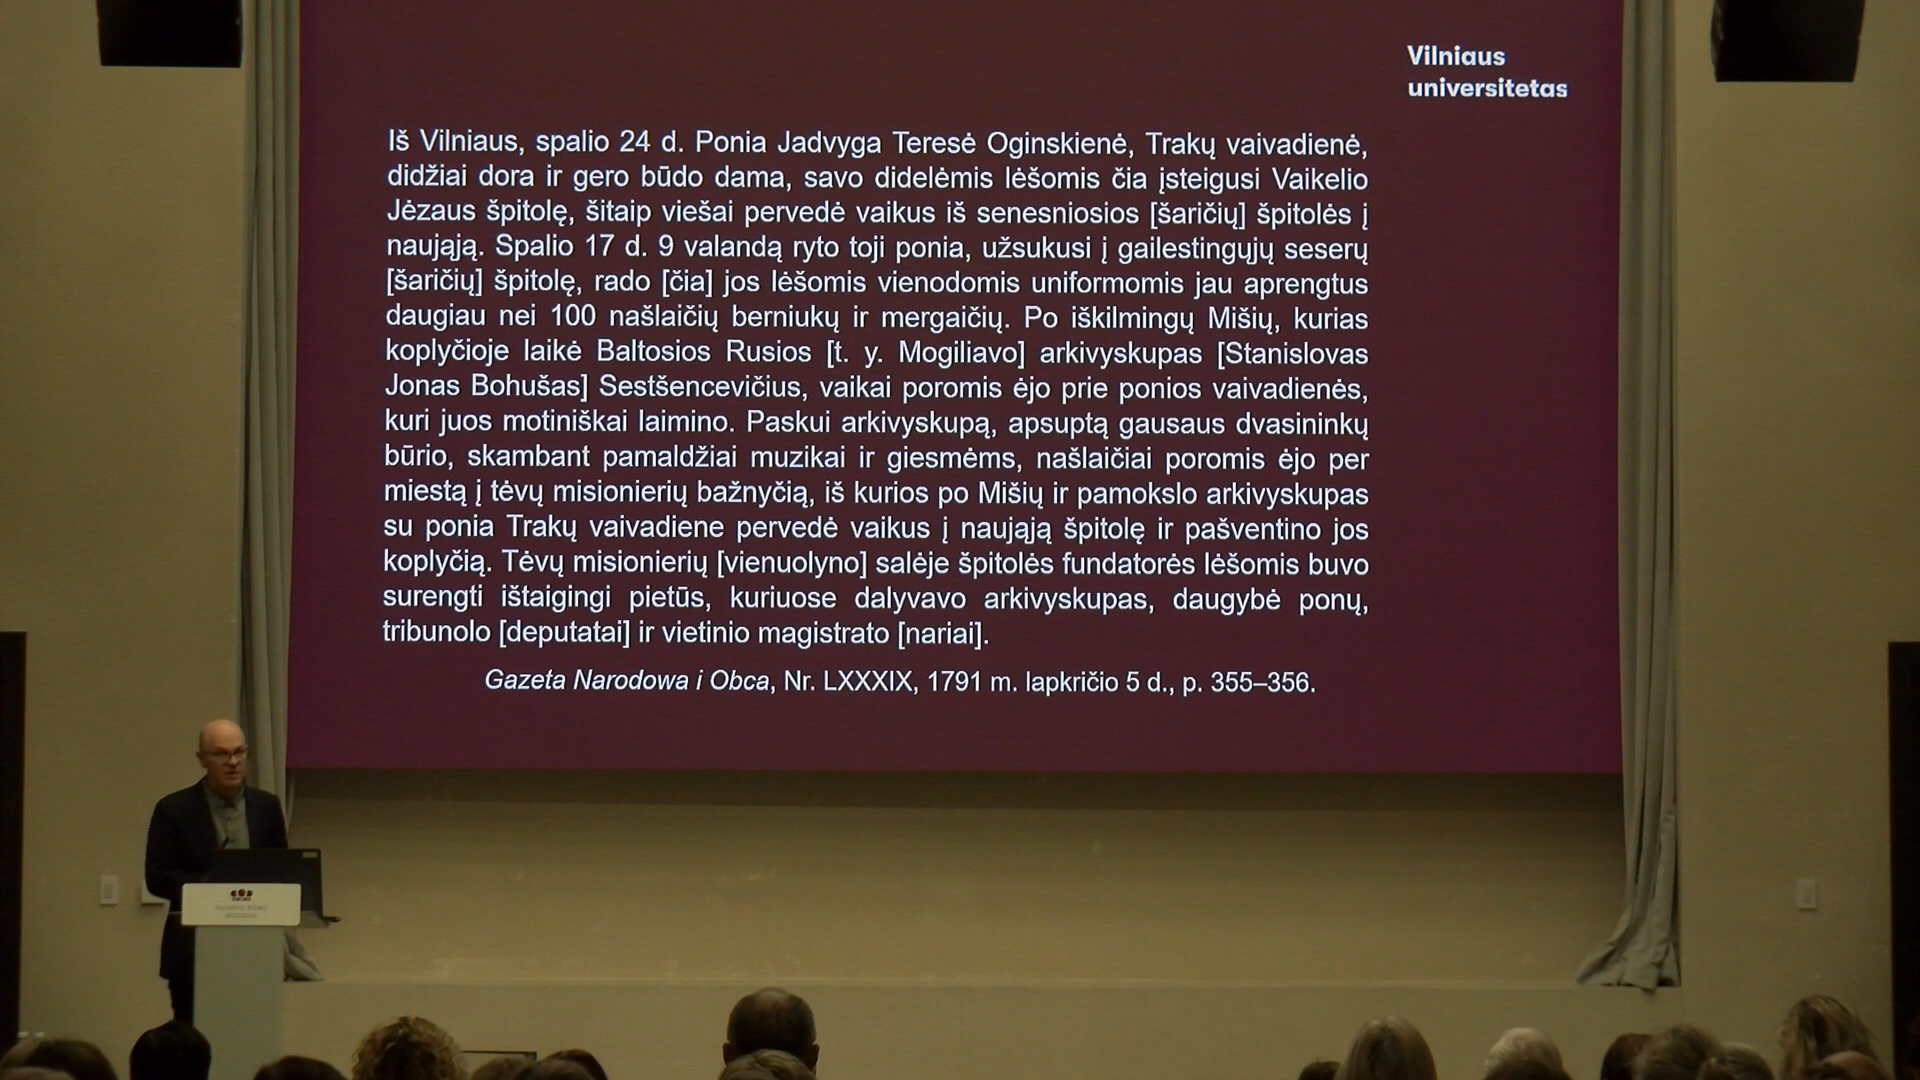 Vilniaus
universitetas
Iš Vilniaus, spalio 24 d. Ponia Jadvyga Teresė Oginskienė, Trakų vaivadienė,
didžiai dora ir gero būdo dama, savo didelėmis lėšomis čia įsteigusi Vaikelio
Jėzaus špitolę, šitaip viešai pervedė vaikus iš senesniosios [šaričių] špitolės į
naująją. Spalio 17 d. 9 valandą ryto toji ponia, užsukusi į gailestingųjų seserų
[šaričių] špitolę, rado [čia] jos lėšomis vienodomis uniformomis jau aprengtus
daugiau nei 100 našlaičių berniukų ir mergaičių. Po iškilmingų Mišių, kurias
koplyčioje laikė Baltosios Rusios [t. y. Mogiliavo] arkivyskupas [Stanislovas
Jonas Bohušas] Sestšencevičius, vaikai poromis ėjo prie ponios vaivadienės,
kuri juos motiniškai laimino. Paskui arkivyskupą, apsuptą gausaus dvasininkų
būrio, skambant pamaldžiai muzikai ir giesmėms, našlaičiai poromis ėjo per
miestą į tėvų misionierių bažnyčią, iš kurios po Mišių ir pamokslo arkivyskupas
su ponia Trakų vaivadiene pervedė vaikus į naująją špitolę ir pašventino jos
koplyčią. Tėvų misionierių [vienuolyno] salėje špitolės fundatorės lėšomis buvo
surengti ištaigingi pietūs, kuriuose dalyvavo arkivyskupas, daugybė ponų,
tribunolo [deputatai] ir vietinio magistrato [nariai].
Gazeta Narodowa i Obca, Nr. LXXXIX, 1791 m. lapkričio 5 d., p. 355–356.